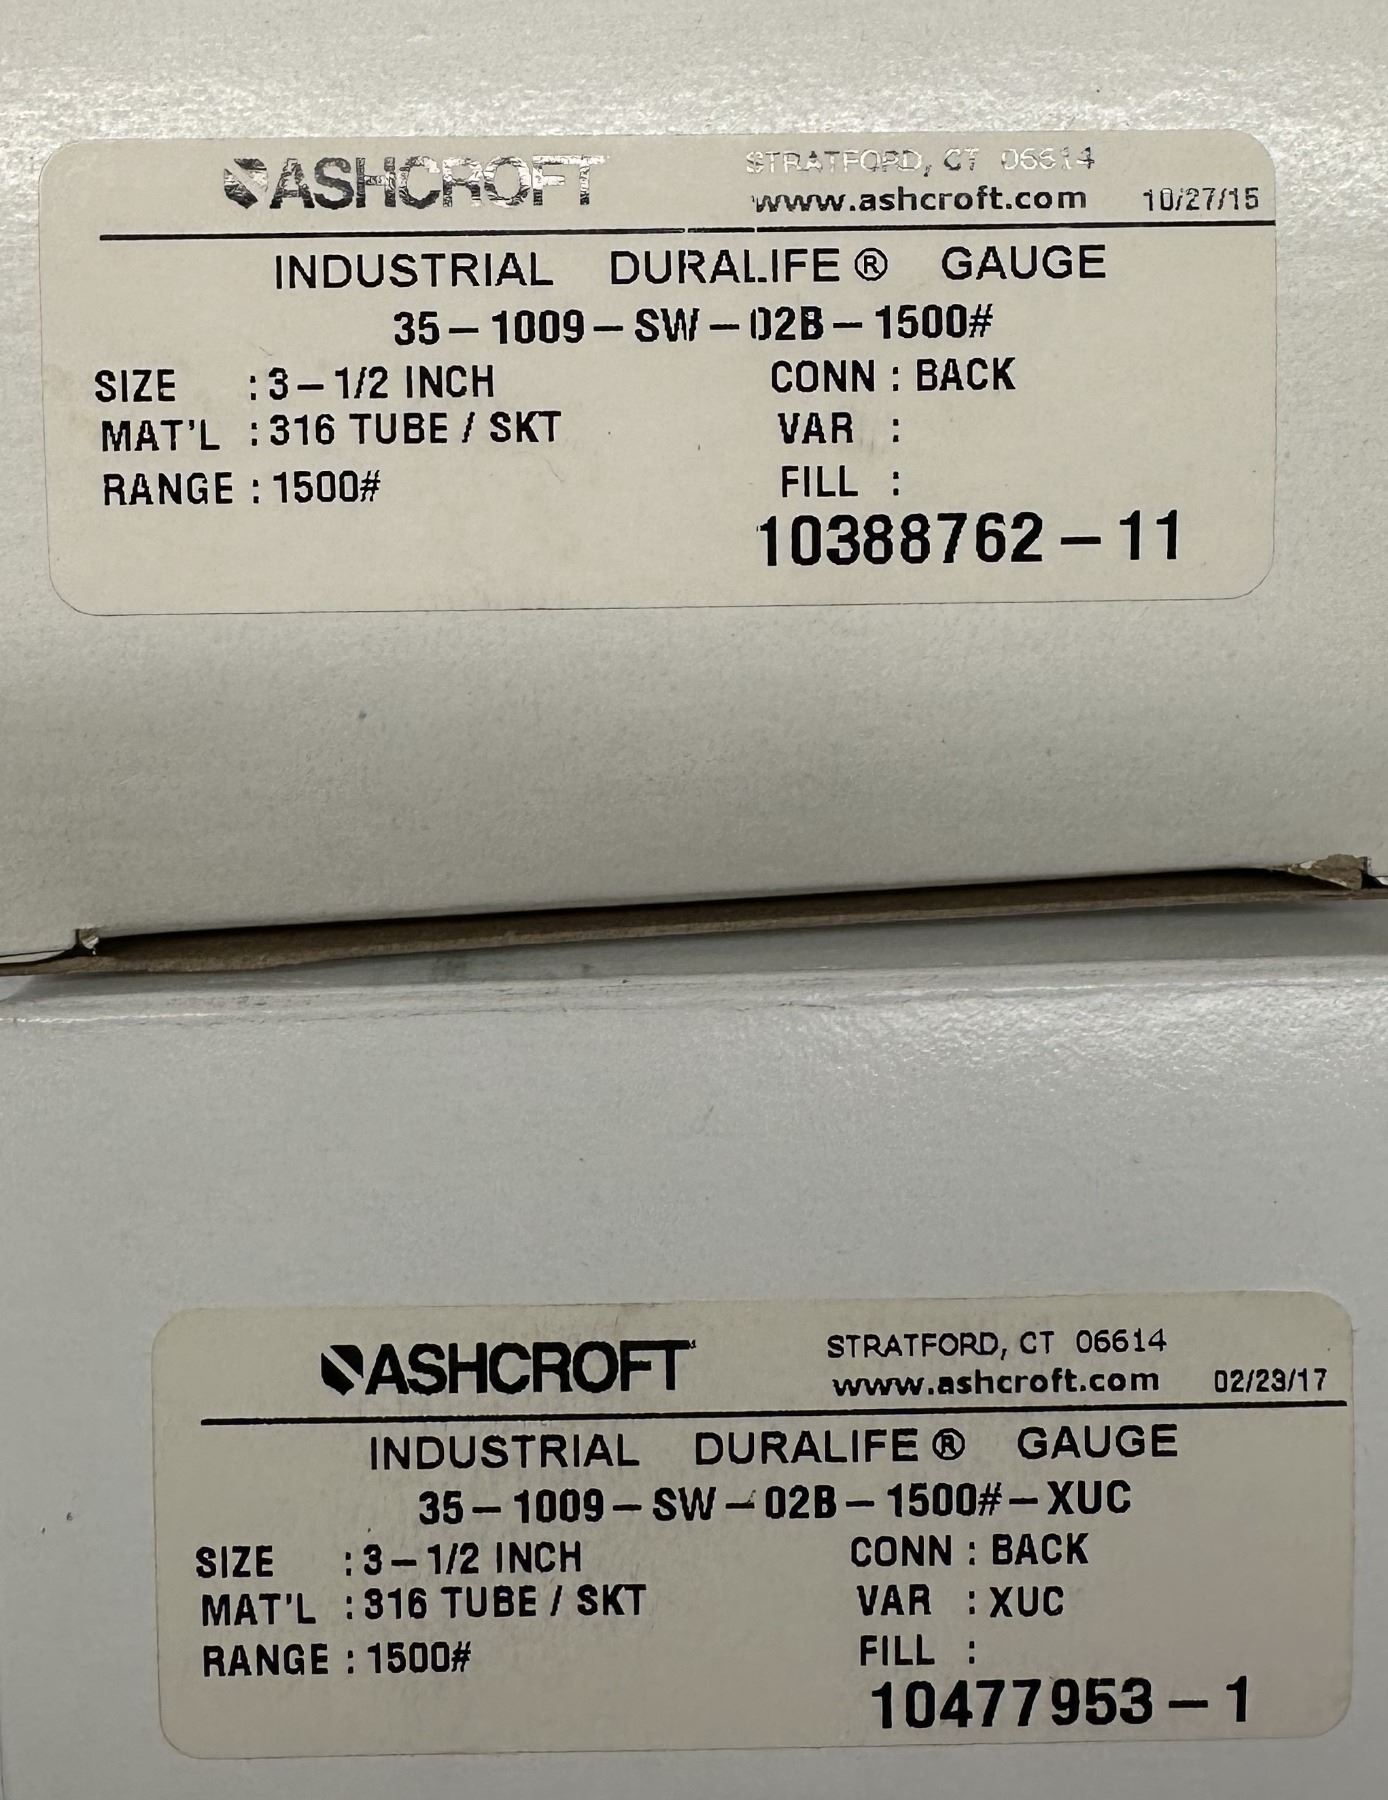 ASHCROFT STRATFORD, CT 06614
www.ashcroft.com 10/27/15
INDUSTRIAL DURALIFE® GAUGE
35-1009-SW-02B-1500#
SIZE : 3-1/2 INCH CONN : BACK
MAT'L : 316 TUBE / SKT VAR :
RANGE : 1500# FILL :
10388762-11
ASHCROFT STRATFORD, CT 06614
www.ashcroft.com 02/23/17
INDUSTRIAL DURALIFE® GAUGE
35-1009-SW-02B-1500#-XUC
SIZE : 3-1/2 INCH CONN : BACK
MAT'L : 316 TUBE / SKT VAR : XUC
RANGE : 1500# FILL :
10477953-1